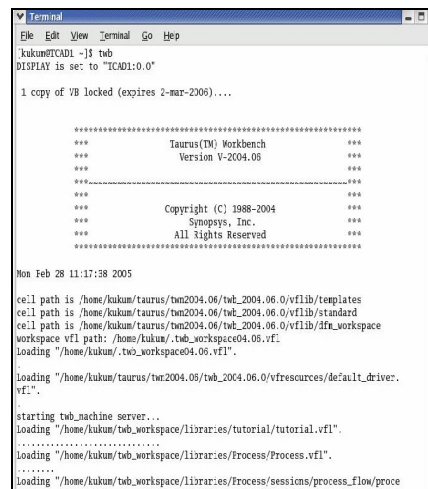 Terminal
File Edit View Terminal Go Help
[kukum@TCAD1 ~]$ twb
DISPLAY is set to "TCAD1:0.0"
1 copy of VB locked (expires 2-mar-2006)....
************************************************************
*** Taurus(TM) Workbench ***
*** Version V-2004.06 ***
*** ***
***~~~~~~~~~~~~~~~~~~~~~~~~~~~~~~~~~~~~~~~~~~~~~~~~~~~~~~***
*** ***
*** Copyright (C) 1988-2004 ***
*** Synopsys, Inc. ***
*** All Rights Reserved ***
************************************************************
Mon Feb 28 11:17:38 2005
cell path is /home/kukum/taurus/twm2004.06/twb_2004.06.0/vflib/templates
cell path is /home/kukum/taurus/twm2004.06/twb_2004.06.0/vflib/standard
cell path is /home/kukum/taurus/twm2004.06/twb_2004.06.0/vflib/dfm_workspace
workspace vfl path: /home/kukum/.twb_workspace04.06.vfl
Loading "/home/kukum/.twb_workspace04.06.vfl".
.
Loading "/home/kukum/taurus/twm2004.06/twb_2004.06.0/vfresources/default_driver.
vfl".
.
starting twb_machine server...
Loading "/home/kukum/twb_workspace/libraries/tutorial/tutorial.vfl".
.............................
Loading "/home/kukum/twb_workspace/libraries/Process/Process.vfl".
........
Loading "/home/kukum/twb_workspace/libraries/Process/sessions/process_flow/proce